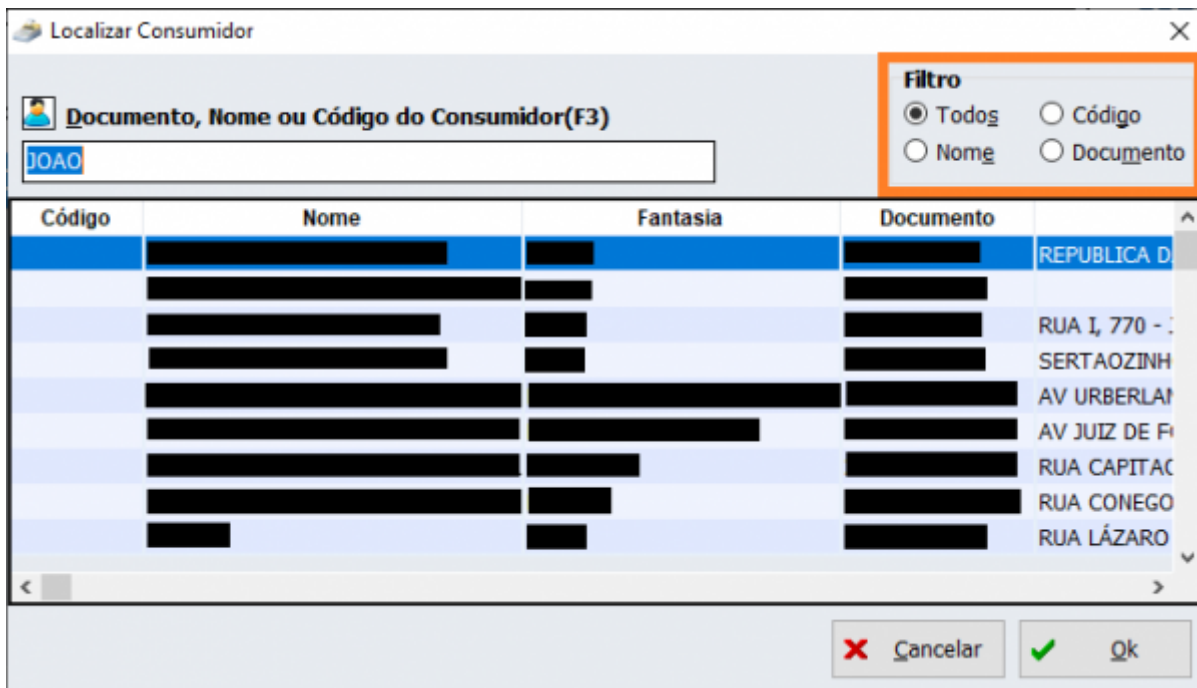 Localizar Consumidor
Filtro
Documento, Nome ou Código do Consumidor(F3)
Todos Código
Nome Documento
JOAO
Código Nome Fantasia Documento
REPUBLICA D
RUA I, 770 -
SERTAOZINH
AV URBERLAN
AV JUIZ DE F
RUA CAPITAO
RUA CONEGO
RUA LÁZARO
Cancelar Ok